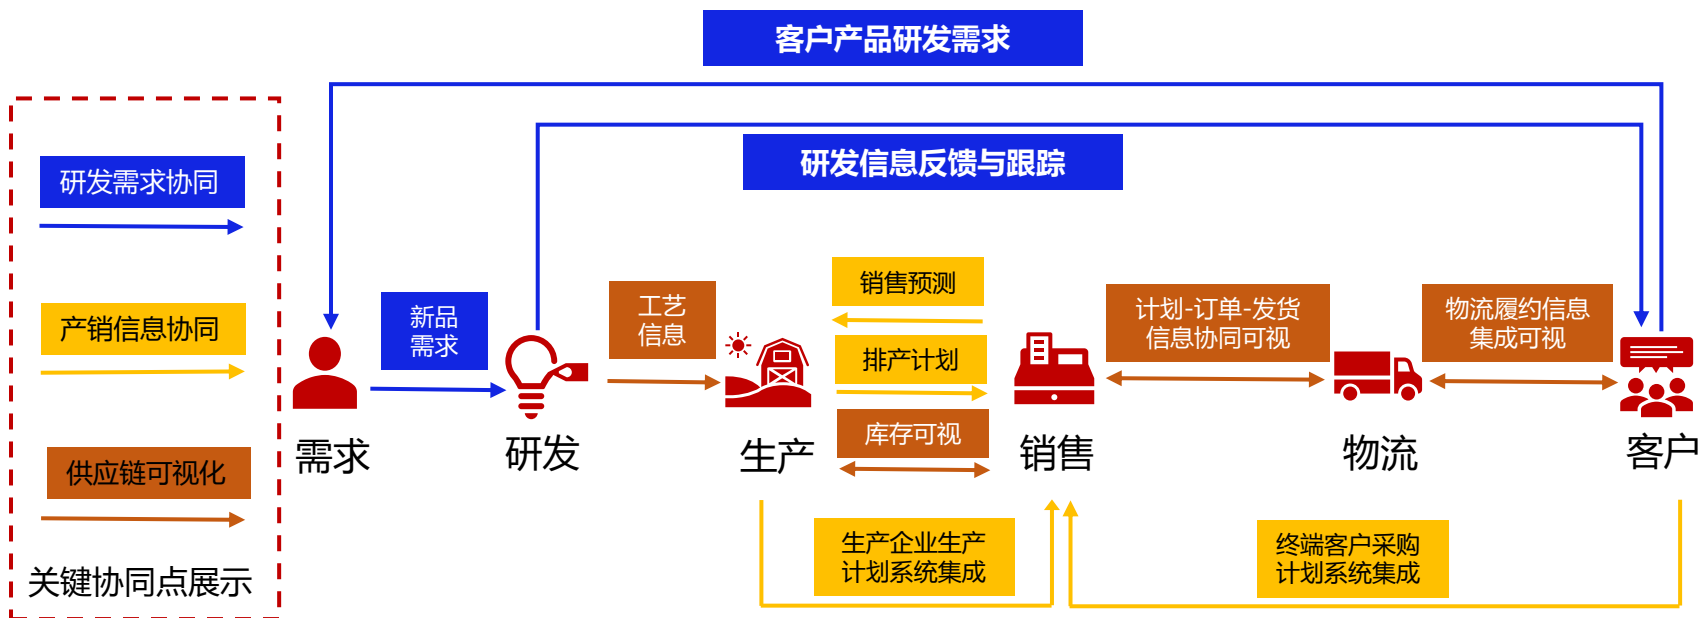 客户产品研发需求
研发信息反馈与跟踪
研发需求协同
产销信息协同
供应链可视化
关键协同点展示
新品
需求
工艺
信息
销售预测
排产计划
库存可视
计划-订单-发货
信息协同可视
物流履约信息
集成可视
需求
研发
生产
销售
物流
客户
生产企业生产
计划系统集成
终端客户采购
计划系统集成